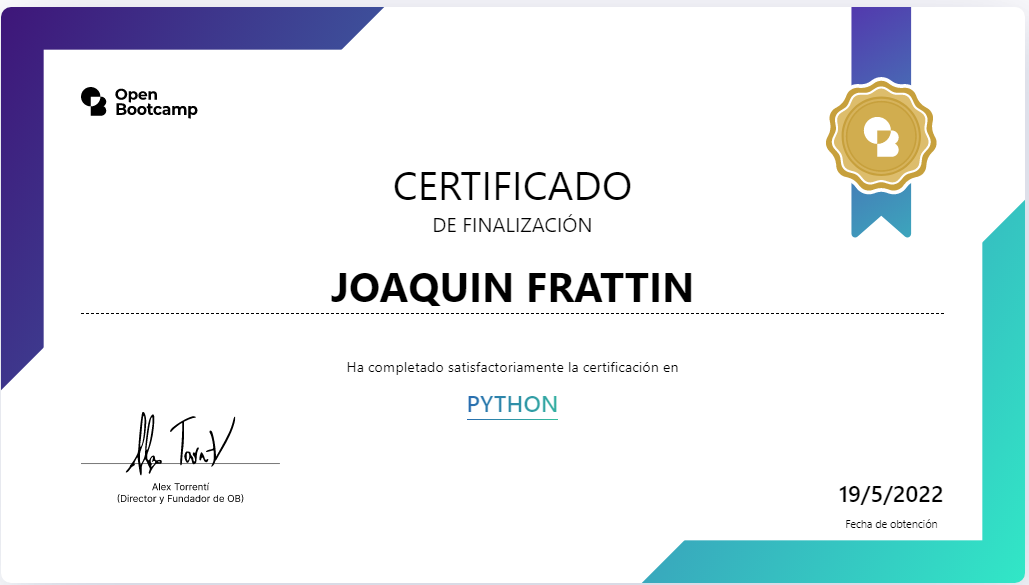 Open
Bootcamp
CERTIFICADO
DE FINALIZACIÓN
JOAQUIN FRATTIN
Ha completado satisfactoriamente la certificación en
PYTHON
Alex Torrentí
(Director y Fundador de OB)
19/5/2022
Fecha de obtención